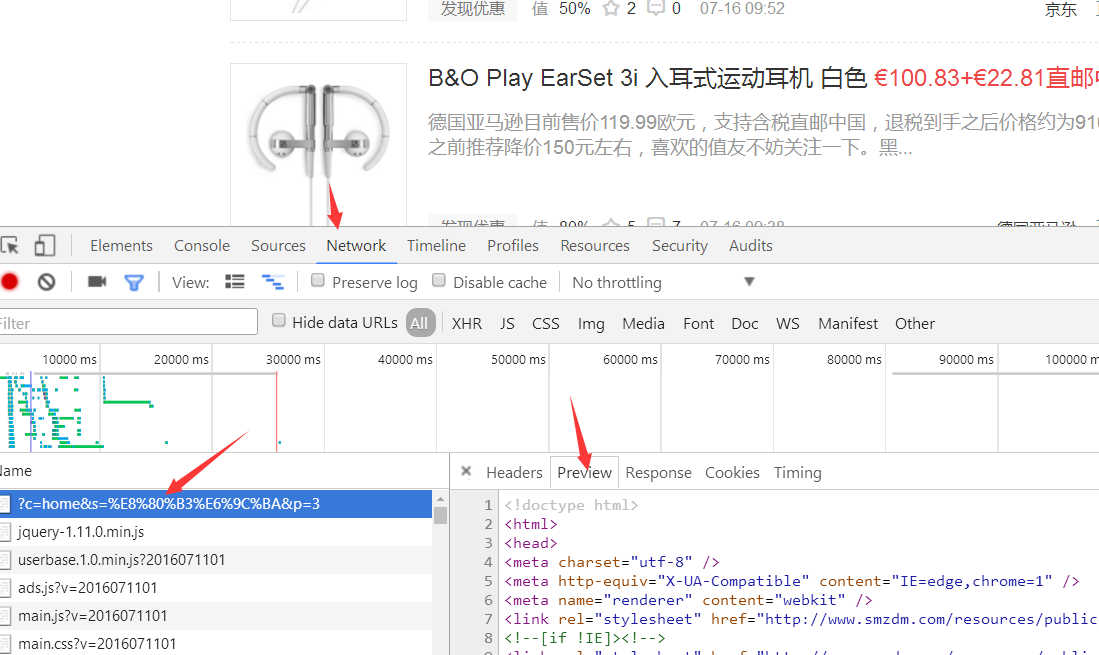 发现优惠 值 50% 2 0 07-16 09:52 京东
B&O Play EarSet 3i 入耳式运动耳机 白色 €100.83+€22.81直邮中
德国亚马逊目前售价119.99欧元，支持含税直邮中国，退税到手之后价格约为910
之前推荐降价150元左右，喜欢的值友不妨关注一下。黑...
发现优惠 值 80% 5 7 07-16 09:38 德国亚马逊
Elements Console Sources Network Timeline Profiles Resources Security Audits
View: Preserve log Disable cache No throttling ▼
Filter Hide data URLs All XHR JS CSS Img Media Font Doc WS Manifest Other
10000 ms 20000 ms 30000 ms 40000 ms 50000 ms 60000 ms 70000 ms 80000 ms 90000 ms 100000 ms
Name
× Headers Preview Response Cookies Timing
?c=home&s=%E8%80%B3%E6%9C%BA&p=3
jquery-1.11.0.min.js
userbase.1.0.min.js?2016071101
ads.js?v=2016071101
main.js?v=2016071101
main.css?v=2016071101
1 <!doctype html>
2 <html>
3 <head>
4 <meta charset="utf-8" />
5 <meta http-equiv="X-UA-Compatible" content="IE=edge,chrome=1" />
6 <meta name="renderer" content="webkit" />
7 <link rel="stylesheet" href="http://www.smzdm.com/resources/public
8 <!--[if !IE]><!-->